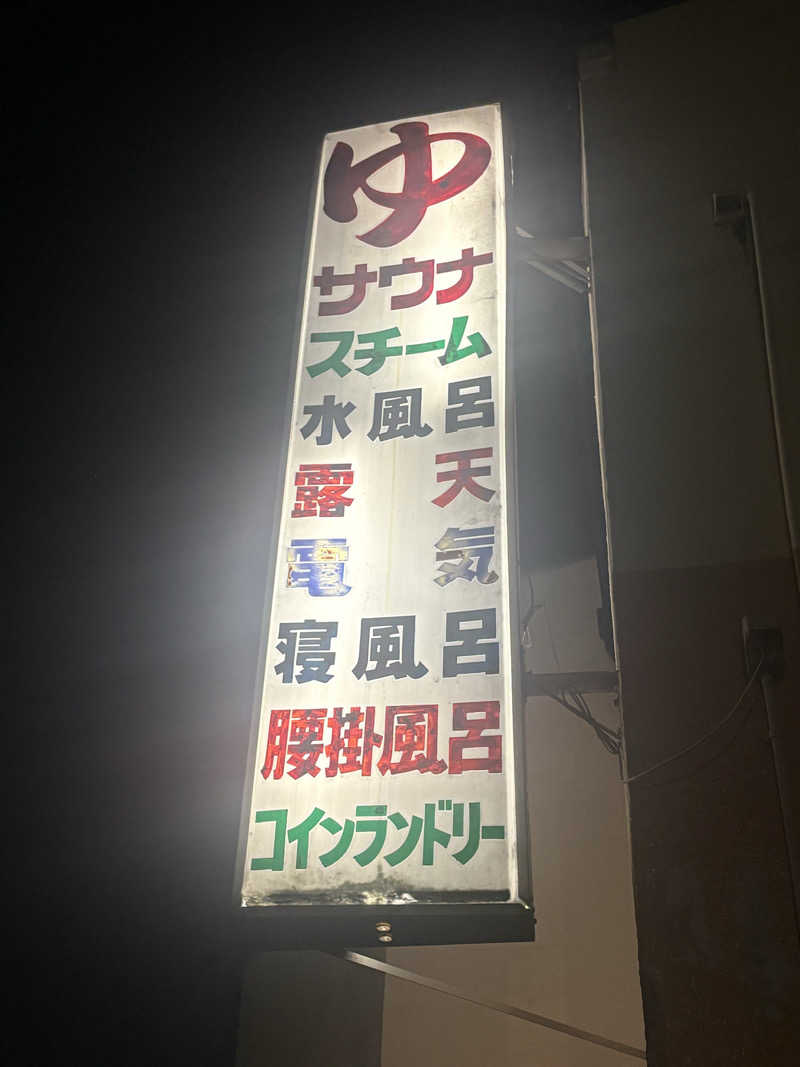 ゆ
サウナ
スチーム
水風呂
露天
電気
寝風呂
腰掛風呂
コインランドリー